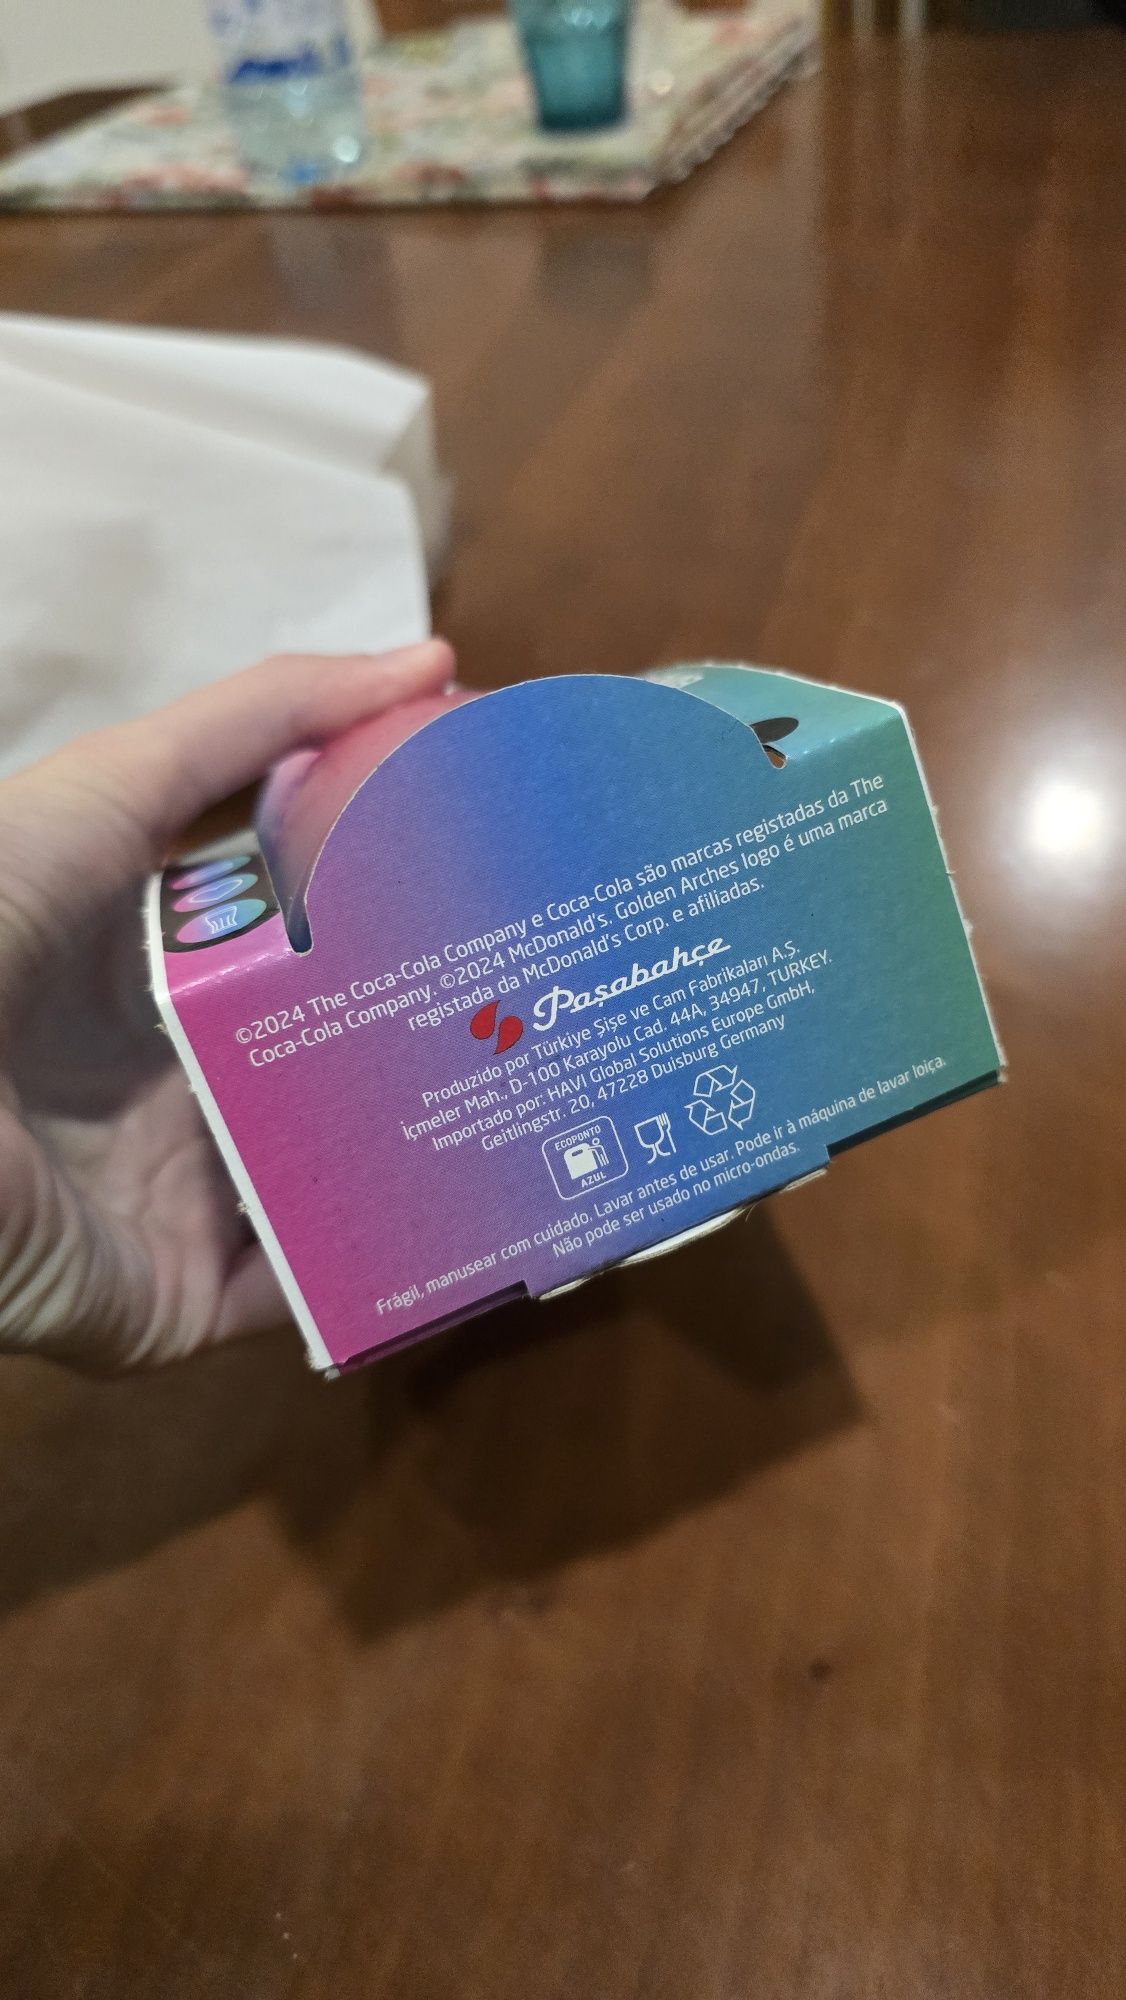 ©2024 The Coca-Cola Company e Coca-Cola são marcas registadas da The
Coca-Cola Company. ©2024 McDonald's. Golden Arches logo é uma marca
registada da McDonald's Corp. e afiliadas.
Paşabahçe
Produzido por Türkiye Şişe ve Cam Fabrikaları A.Ş.
İçmeler Mah., D-100 Karayolu Cad. 44A, 34947, TURKEY.
Importado por: HAVI Global Solutions Europe GmbH,
Geitlingstr. 20, 47228 Duisburg Germany
ECOPONTO
AZUL
Frágil, manusear com cuidado. Lavar antes de usar. Pode ir à máquina de lavar loiça.
Não pode ser usado no micro-ondas.